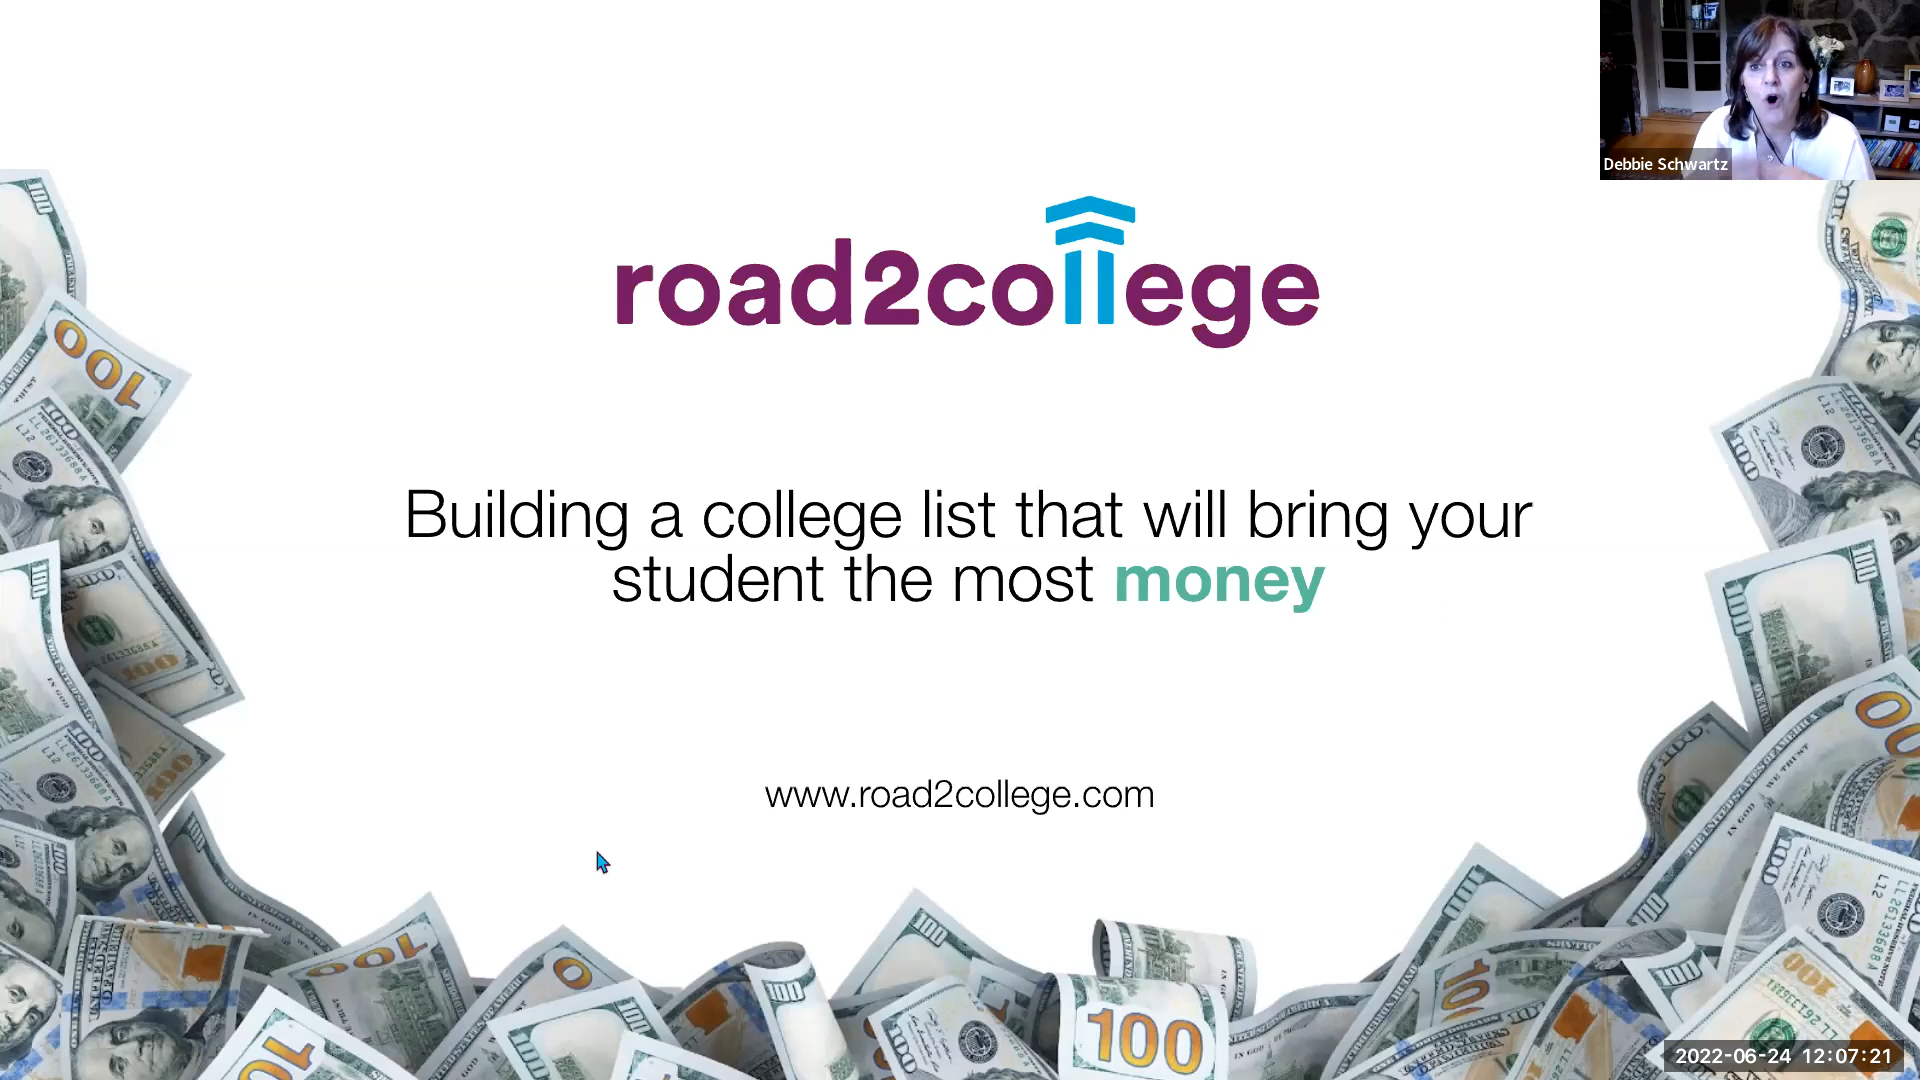 Debbie Schwartz
road2college
Building a college list that will bring your
student the most money
www.road2college.com
100
2022-06-24 12:07:21